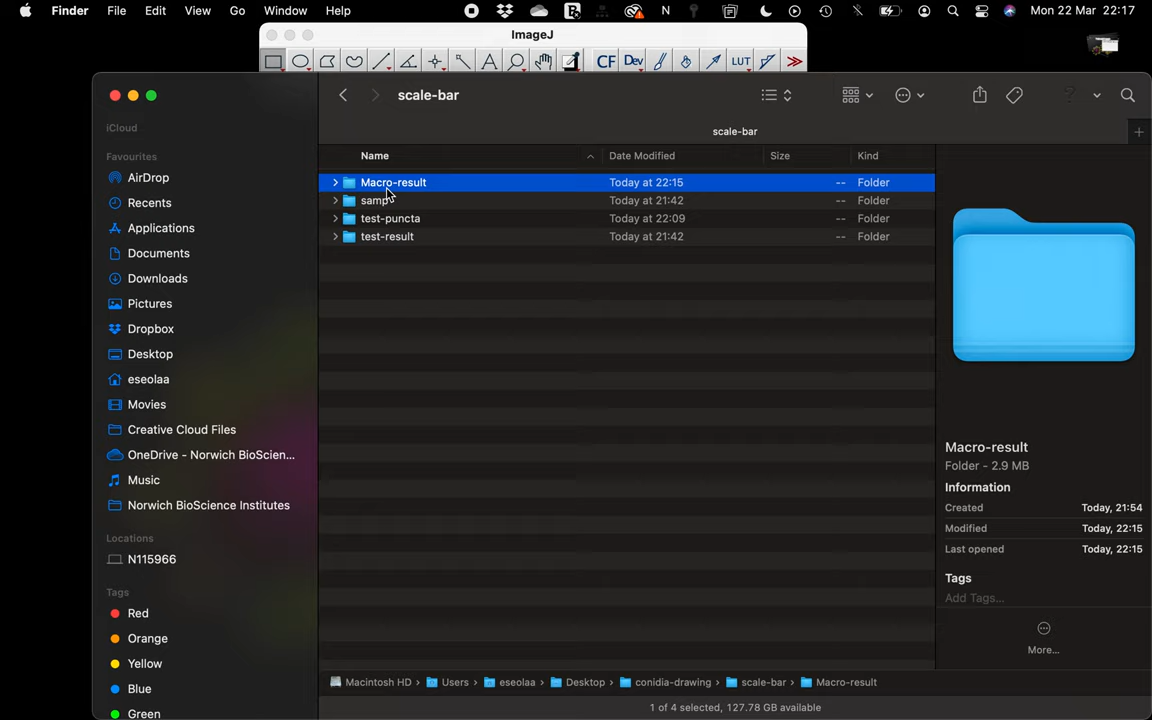 Finder File Edit View Go Window Help Mon 22 Mar 22:17
ImageJ
CF Dev LUT
scale-bar
scale-bar
iCloud
Favourites
AirDrop
Recents
Applications
Documents
Downloads
Pictures
Dropbox
Desktop
eseolaa
Movies
Creative Cloud Files
OneDrive - Norwich BioScien...
Music
Norwich BioScience Institutes
Locations
N115966
Tags
Red
Orange
Yellow
Blue
Green
Name Date Modified Size Kind
Macro-result Today at 22:15 -- Folder
Today at 21:42 -- Folder
test-puncta Today at 22:09 -- Folder
test-result Today at 21:42 -- Folder
Macro-result
Folder - 2.9 MB
Information
Created Today, 21:54
Modified Today, 22:15
Last opened Today, 22:15
Tags
Add Tags...
More...
Macintosh HD › Users › eseolaa › Desktop › conidia-drawing › scale-bar › Macro-result
1 of 4 selected, 127.78 GB available